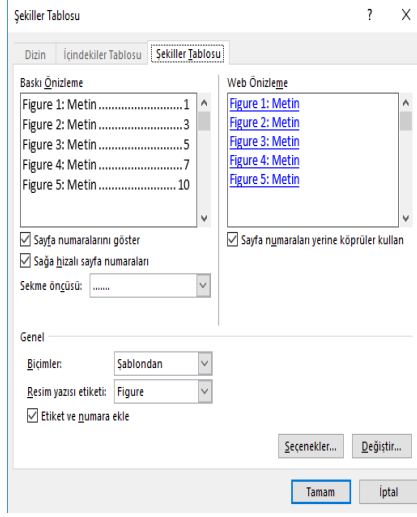 Şekiller Tablosu ? X
Dizin İçindekiler Tablosu Şekiller Tablosu
Baskı Önizleme
Figure 1: Metin....................1
Figure 2: Metin....................3
Figure 3: Metin....................5
Figure 4: Metin....................7
Figure 5: Metin..................10
Web Önizleme
Figure 1: Metin
Figure 2: Metin
Figure 3: Metin
Figure 4: Metin
Figure 5: Metin
Sayfa numaralarını göster
Sağa hizalı sayfa numaraları
Sekme öncüsü: .......
Sayfa numaraları yerine köprüler kullan
Genel
Biçimler: Şablondan
Resim yazısı etiketi: Figure
Etiket ve numara ekle
Seçenekler... Değiştir...
Tamam İptal